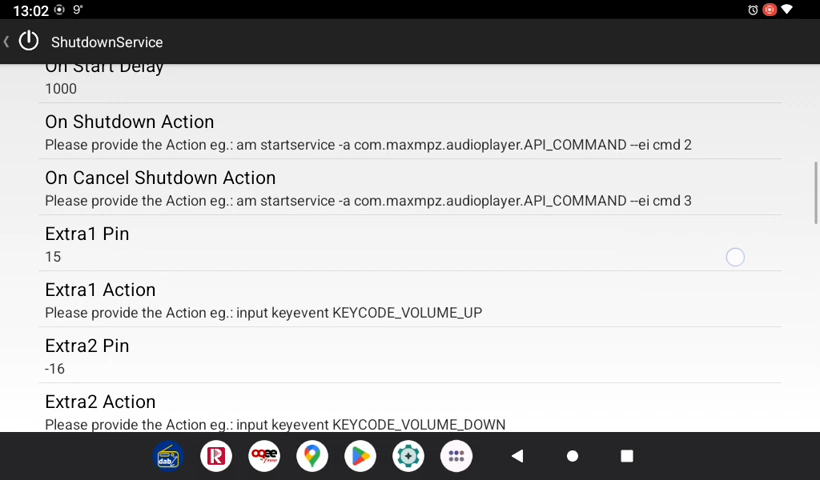 13:02 9°
ShutdownService
On Start Delay
1000
On Shutdown Action
Please provide the Action eg.: am startservice -a com.maxmpz.audioplayer.API_COMMAND --ei cmd 2
On Cancel Shutdown Action
Please provide the Action eg.: am startservice -a com.maxmpz.audioplayer.API_COMMAND --ei cmd 3
Extra1 Pin
15
Extra1 Action
Please provide the Action eg.: input keyevent KEYCODE_VOLUME_UP
Extra2 Pin
-16
Extra2 Action
Please provide the Action eg.: input keyevent KEYCODE_VOLUME_DOWN
dab R